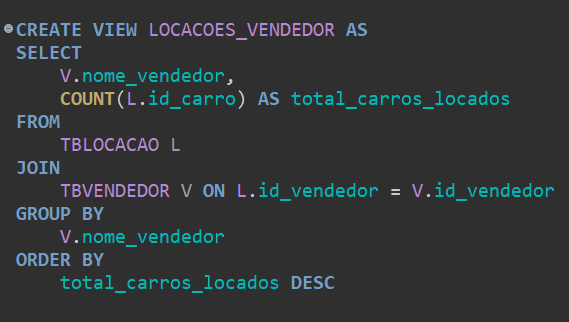 CREATE VIEW LOCACOES_VENDEDOR AS
SELECT
    V.nome_vendedor,
    COUNT(L.id_carro) AS total_carros_locados
FROM
    TBLOCACAO L
JOIN
    TBVENDEDOR V ON L.id_vendedor = V.id_vendedor
GROUP BY
    V.nome_vendedor
ORDER BY
    total_carros_locados DESC